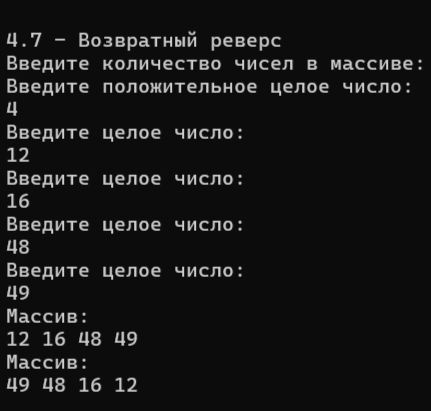 4.7 – Возвратный реверс
Введите количество чисел в массиве:
Введите положительное целое число:
4
Введите целое число:
12
Введите целое число:
16
Введите целое число:
48
Введите целое число:
49
Массив:
12 16 48 49
Массив:
49 48 16 12